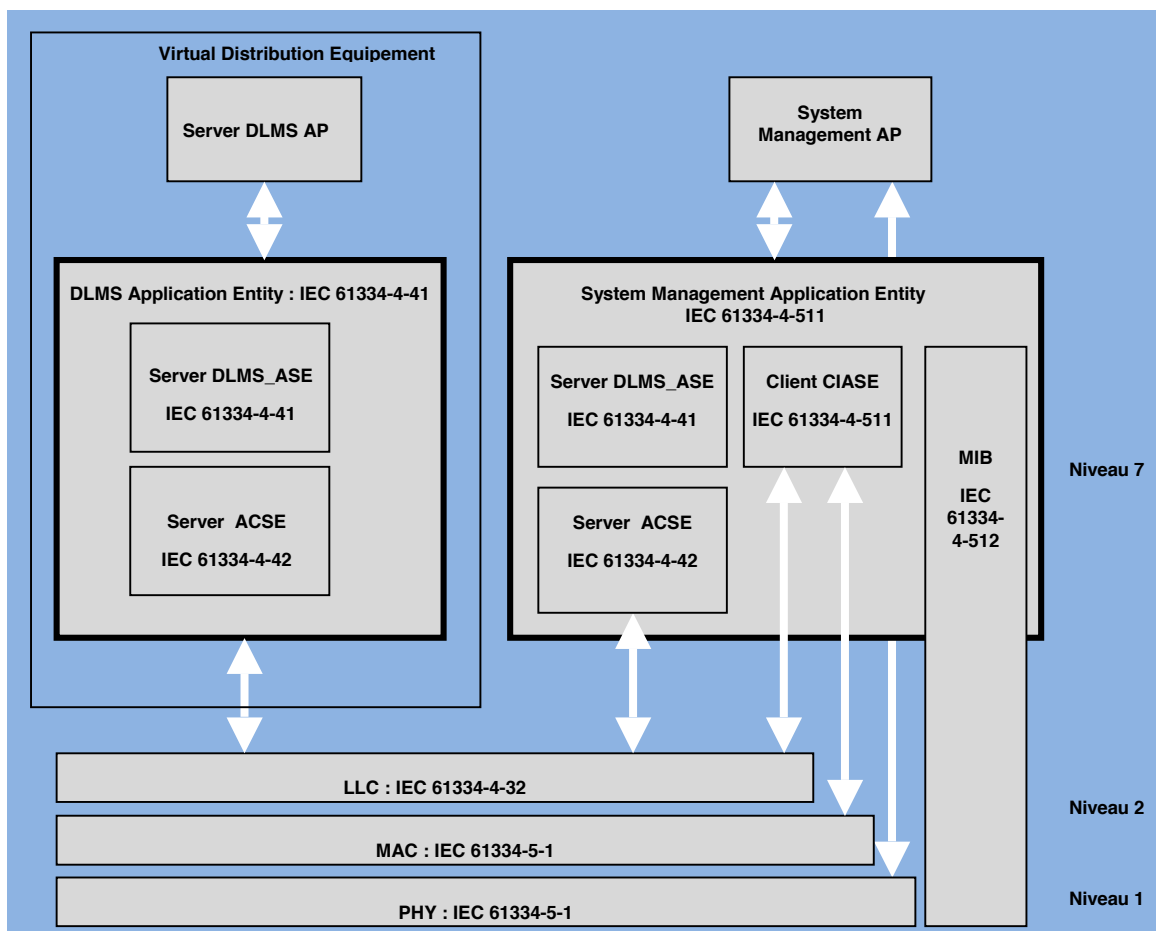 Virtual Distribution Equipement
Server DLMS AP
System
Management AP
DLMS Application Entity : IEC 61334-4-41
Server DLMS_ASE
IEC 61334-4-41
Server ACSE
IEC 61334-4-42
System Management Application Entity
IEC 61334-4-511
Server DLMS_ASE
IEC 61334-4-41
Client CIASE
IEC 61334-4-511
Server ACSE
IEC 61334-4-42
MIB
IEC
61334-
4-512
Niveau 7
LLC : IEC 61334-4-32
MAC : IEC 61334-5-1
Niveau 2
PHY : IEC 61334-5-1
Niveau 1